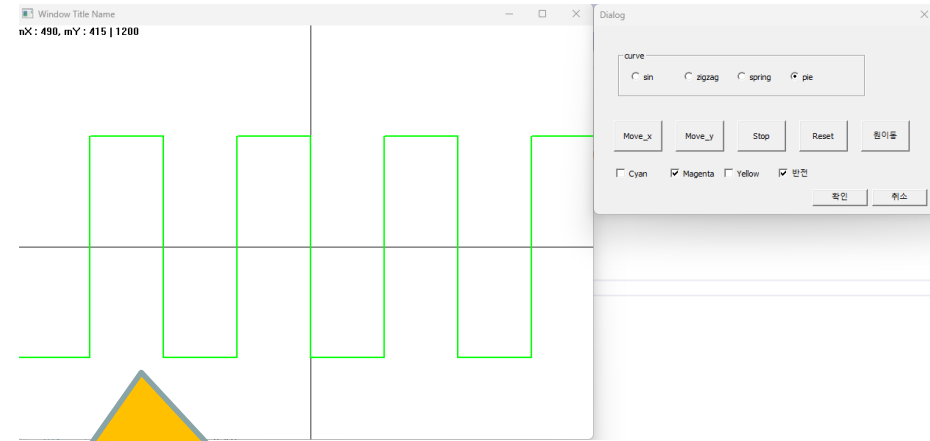 Window Title Name
mX : 490, mY : 415 | 1200
Dialog
curve
sin
zigzag
spring
pie
Move_x
Move_y
Stop
Reset
원이동
Cyan
Magenta
Yellow
반전
확인
취소